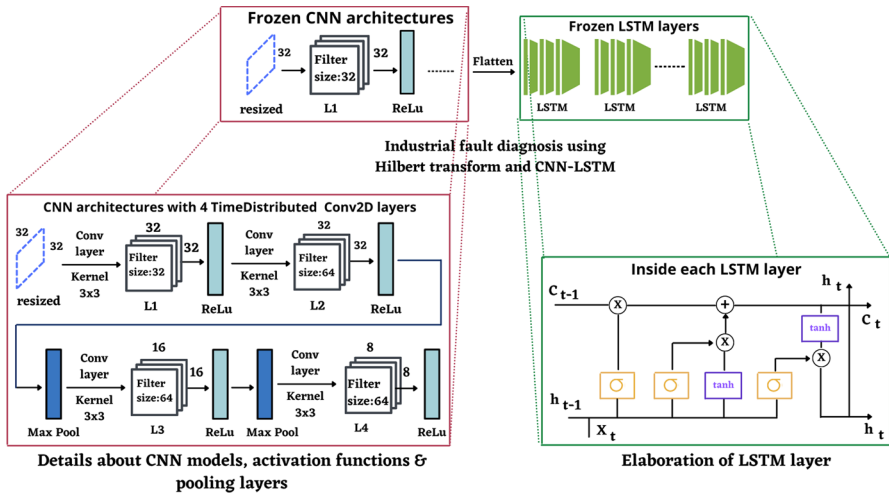 Frozen CNN architectures
32
32
Filter
size:32
resized
L1
ReLu
Flatten
Frozen LSTM layers
LSTM
LSTM
LSTM
Industrial fault diagnosis using
Hilbert transform and CNN-LSTM
CNN architectures with 4 TimeDistributed Conv2D layers
32
32
Conv
layer
Kernel
3x3
resized
32
32
Filter
size:32
L1
ReLu
Conv
layer
Kernel
3x3
32
32
Filter
size:64
L2
ReLu
Max Pool
Conv
layer
Kernel
3x3
16
16
Filter
size:64
L3
ReLu
Max Pool
Conv
layer
Kernel
3x3
8
8
Filter
size:64
L4
ReLu
Details about CNN models, activation functions &
pooling layers
Inside each LSTM layer
C t-1
X
+
h t
C t
tanh
X
X
σ
σ
tanh
σ
h t-1
X t
h t
Elaboration of LSTM layer